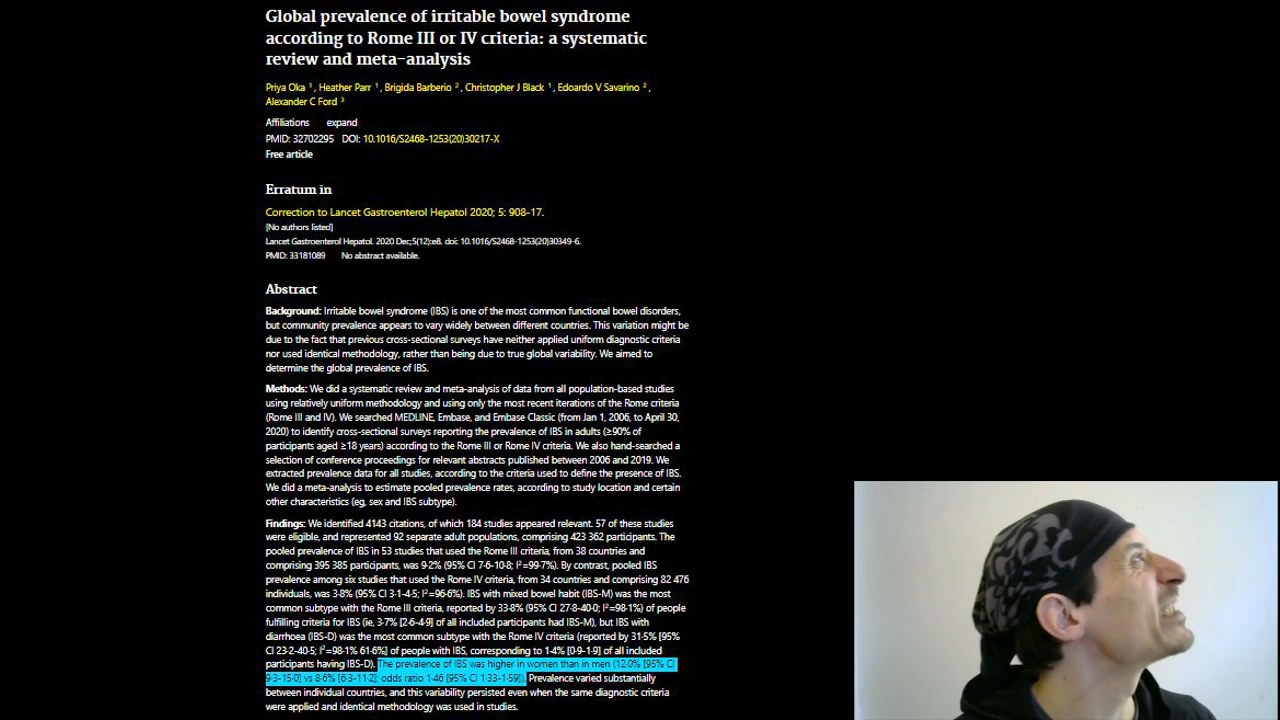 Global prevalence of irritable bowel syndrome
according to Rome III or IV criteria: a systematic
review and meta-analysis
Priya Oka 1, Heather Parr 1, Brigida Barberio 2, Christopher J Black 1, Edoardo V Savarino 2,
Alexander C Ford 3
Affiliations expand
PMID: 32702295 DOI: 10.1016/S2468-1253(20)30217-X
Free article
Erratum in
Correction to Lancet Gastroenterol Hepatol 2020; 5: 908-17.
[No authors listed]
Lancet Gastroenterol Hepatol. 2020 Dec;5(12):e8. doi: 10.1016/S2468-1253(20)30349-6.
PMID: 33181089 No abstract available.
Abstract
Background: Irritable bowel syndrome (IBS) is one of the most common functional bowel disorders,
but community prevalence appears to vary widely between different countries. This variation might be
due to the fact that previous cross-sectional surveys have neither applied uniform diagnostic criteria
nor used identical methodology, rather than being due to true global variability. We aimed to
determine the global prevalence of IBS.
Methods: We did a systematic review and meta-analysis of data from all population-based studies
using relatively uniform methodology and using only the most recent iterations of the Rome criteria
(Rome III and IV). We searched MEDLINE, Embase, and Embase Classic (from Jan 1, 2006, to April 30,
2020) to identify cross-sectional surveys reporting the prevalence of IBS in adults (≥90% of
participants aged ≥18 years) according to the Rome III or Rome IV criteria. We also hand-searched a
selection of conference proceedings for relevant abstracts published between 2006 and 2019. We
extracted prevalence data for all studies, according to the criteria used to define the presence of IBS.
We did a meta-analysis to estimate pooled prevalence rates, according to study location and certain
other characteristics (eg, sex and IBS subtype).
Findings: We identified 4143 citations, of which 184 studies appeared relevant. 57 of these studies
were eligible, and represented 92 separate adult populations, comprising 423 362 participants. The
pooled prevalence of IBS in 53 studies that used the Rome III criteria, from 38 countries and
comprising 395 385 participants, was 9·2% (95% CI 7·6-10·8; I²=99·7%). By contrast, pooled IBS
prevalence among six studies that used the Rome IV criteria, from 34 countries and comprising 82 476
individuals, was 3·8% (95% CI 3·1-4·5; I²=96·6%). IBS with mixed bowel habit (IBS-M) was the most
common subtype with the Rome III criteria, reported by 33·8% (95% CI 27·8-40·0; I²=98·1%) of people
fulfilling criteria for IBS (ie, 3·7% [2·6-4·9] of all included participants had IBS-M), but IBS with
diarrhoea (IBS-D) was the most common subtype with the Rome IV criteria (reported by 31·5% [95%
CI 23·2-40·5; I²=98·1% 61·6%] of people with IBS, corresponding to 1·4% [0·9-1·9] of all included
participants having IBS-D). The prevalence of IBS was higher in women than in men (12·0% [95% CI
9·3-15·0] vs 8·6% [6·3-11·2]; odds ratio 1·46 [95% CI 1·33-1·59]). Prevalence varied substantially
between individual countries, and this variability persisted even when the same diagnostic criteria
were applied and identical methodology was used in studies.